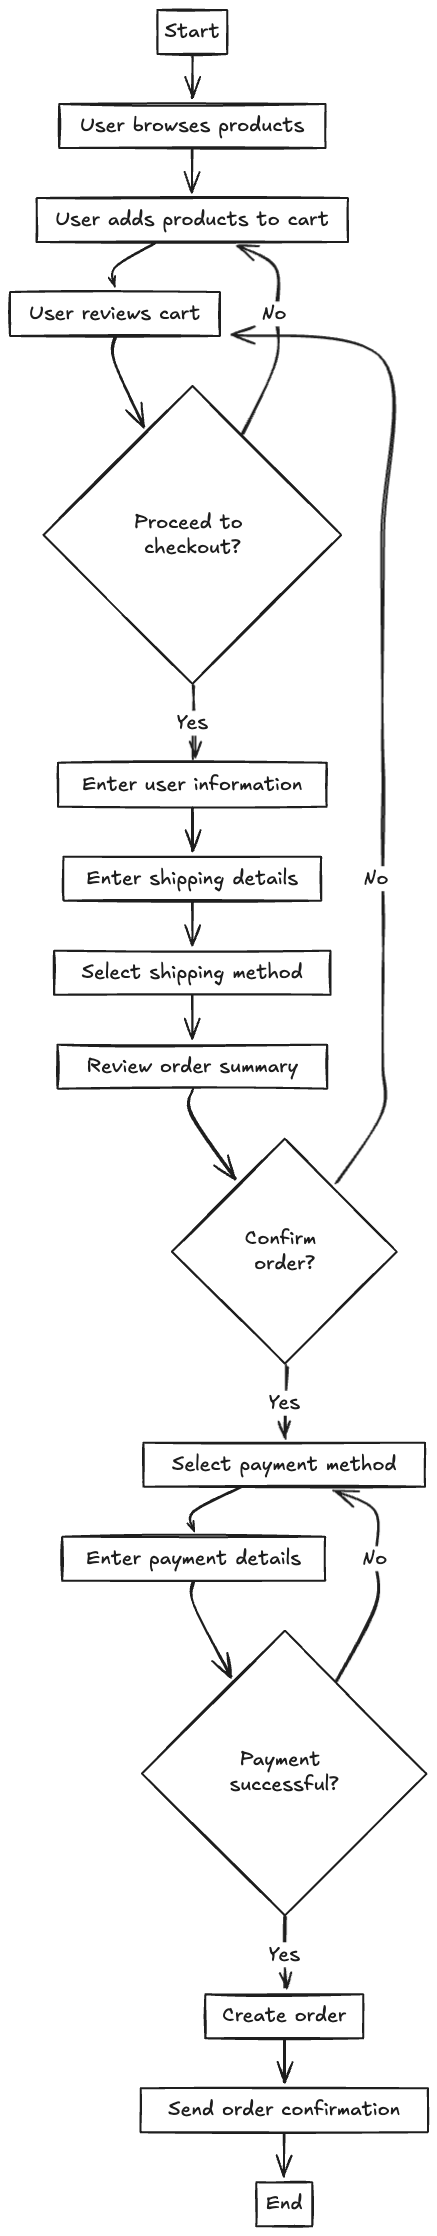 Start
User browses products
User adds products to cart
User reviews cart
No
Proceed to
checkout?
Yes
Enter user information
Enter shipping details
No
Select shipping method
Review order summary
Confirm
order?
Yes
Select payment method
Enter payment details
No
Payment
successful?
Yes
Create order
Send order confirmation
End